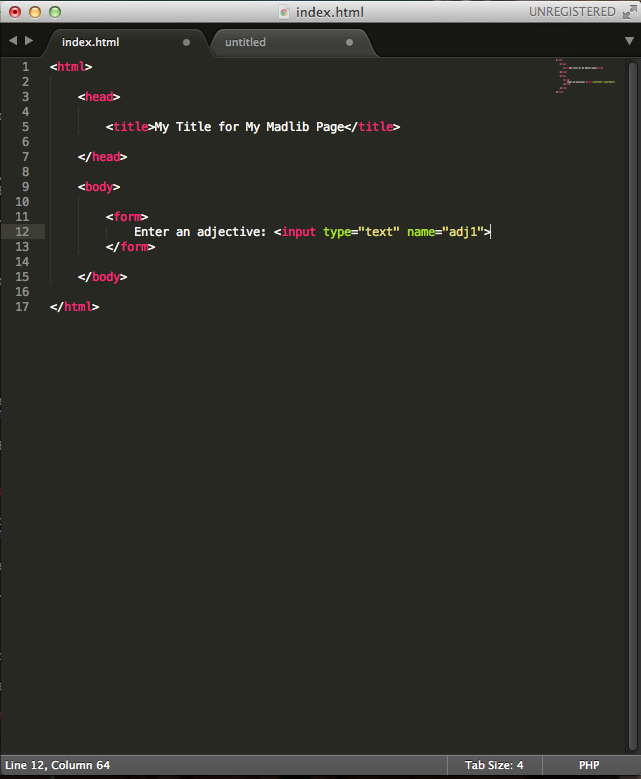 index.html
UNREGISTERED
index.html
untitled
1 <html>
2
3 <head>
4
5 <title>My Title for My Madlib Page</title>
6
7 </head>
8
9 <body>
10
11 <form>
12 Enter an adjective: <input type="text" name="adj1">
13 </form>
14
15 </body>
16
17 </html>
Line 12, Column 64
Tab Size: 4
PHP